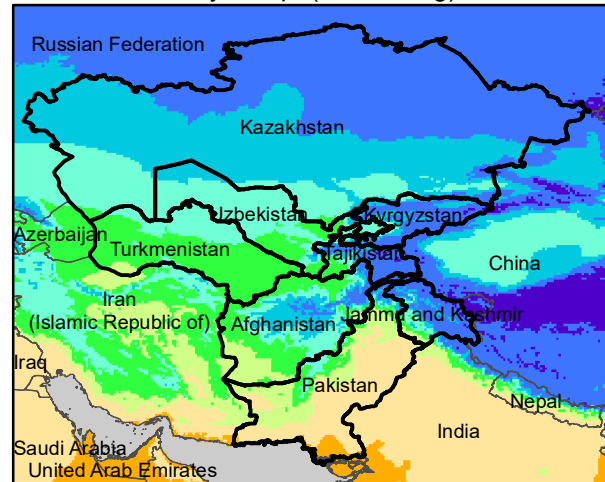 Russian Federation
Kazakhstan
Izbekistan
Kyrgyzstan
Azerbaijan
Turkmenistan
Tajikistan
China
Iran
(Islamic Republic of)
Afghanistan
Jammu and Kashmir
Iraq
Pakistan
Nepal
India
Saudi Arabia
United Arab Emirates